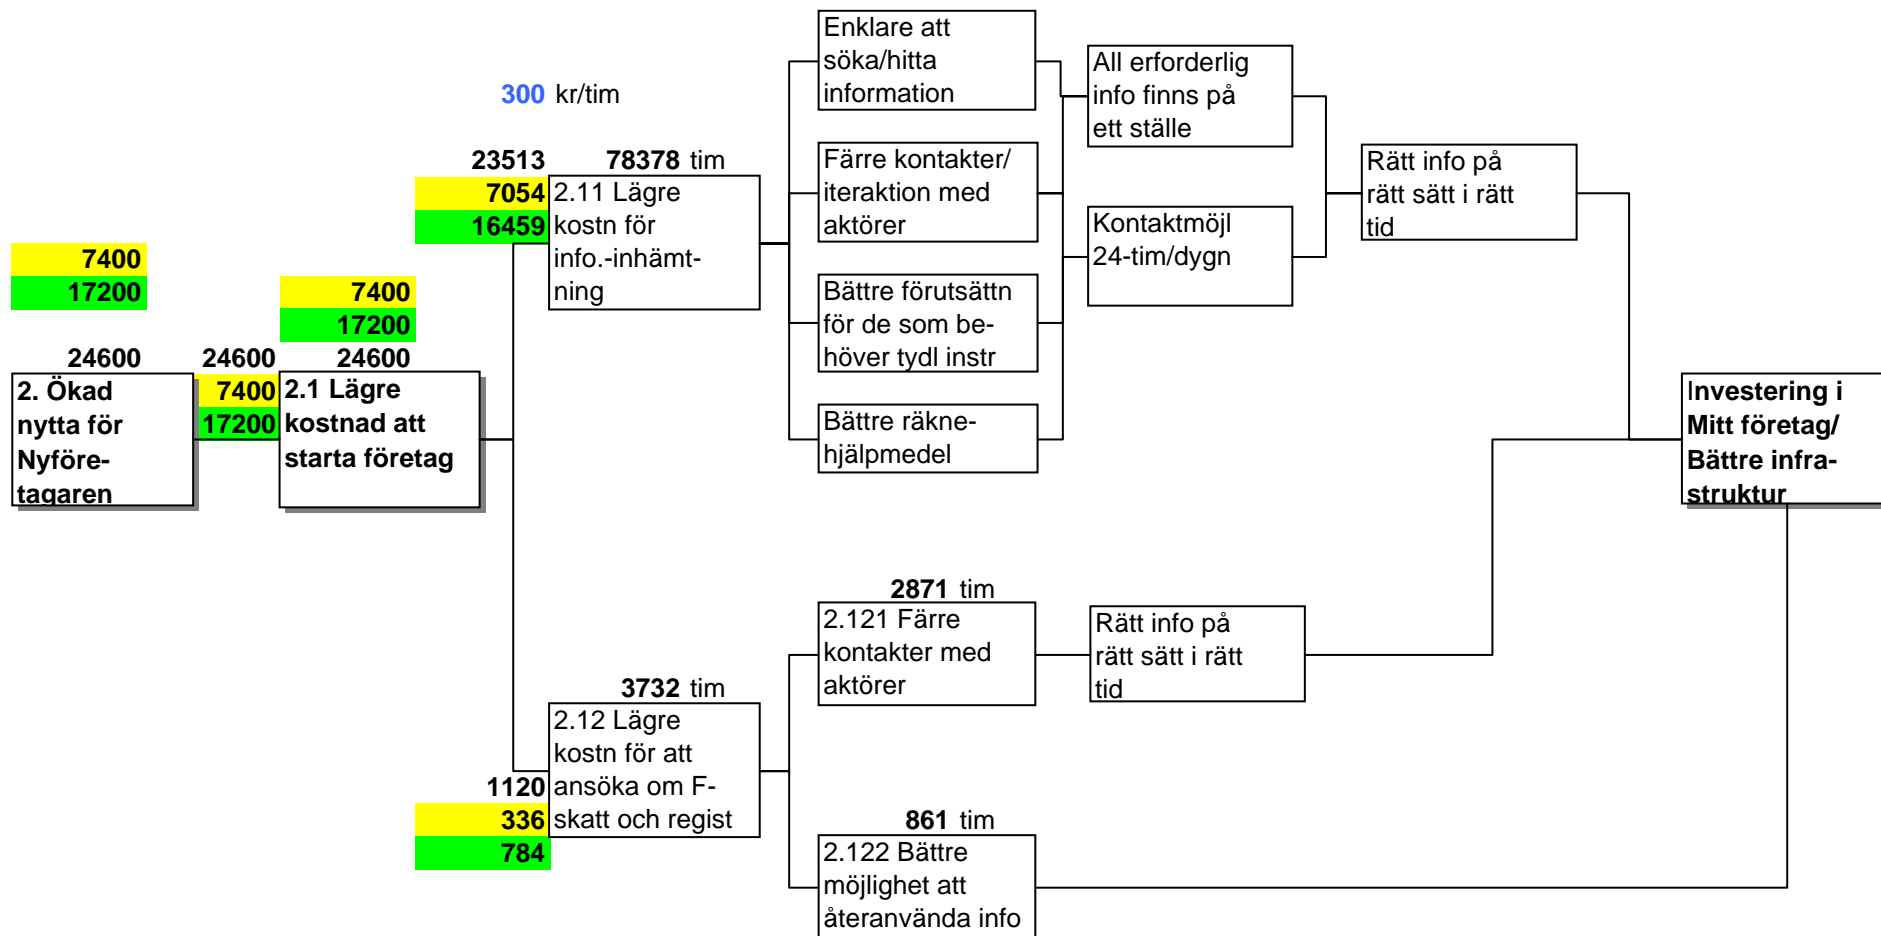 300 kr/tim
23513
7054
16459
78378 tim
2.11 Lägre
kostn för
info.-inhämt-
ning
Enklare att
söka/hitta
information
Färre kontakter/
iteraktion med
aktörer
Bättre förutsättn
för de som be-
höver tydl instr
Bättre räkne-
hjälpmedel
All erforderlig
info finns på
ett ställe
Kontaktmöjl
24-tim/dygn
Rätt info på
rätt sätt i rätt
tid
7400
17200
24600
2. Ökad
nytta för
Nyföre-
tagaren
24600
7400
17200
7400
17200
24600
2.1 Lägre
kostnad att
starta företag
Investering i
Mitt företag/
Bättre infra-
struktur
3732 tim
2.12 Lägre
kostn för att
ansöka om F-
skatt och regist
1120
336
784
2871 tim
2.121 Färre
kontakter med
aktörer
Rätt info på
rätt sätt i rätt
tid
861 tim
2.122 Bättre
möjlighet att
återanvända info